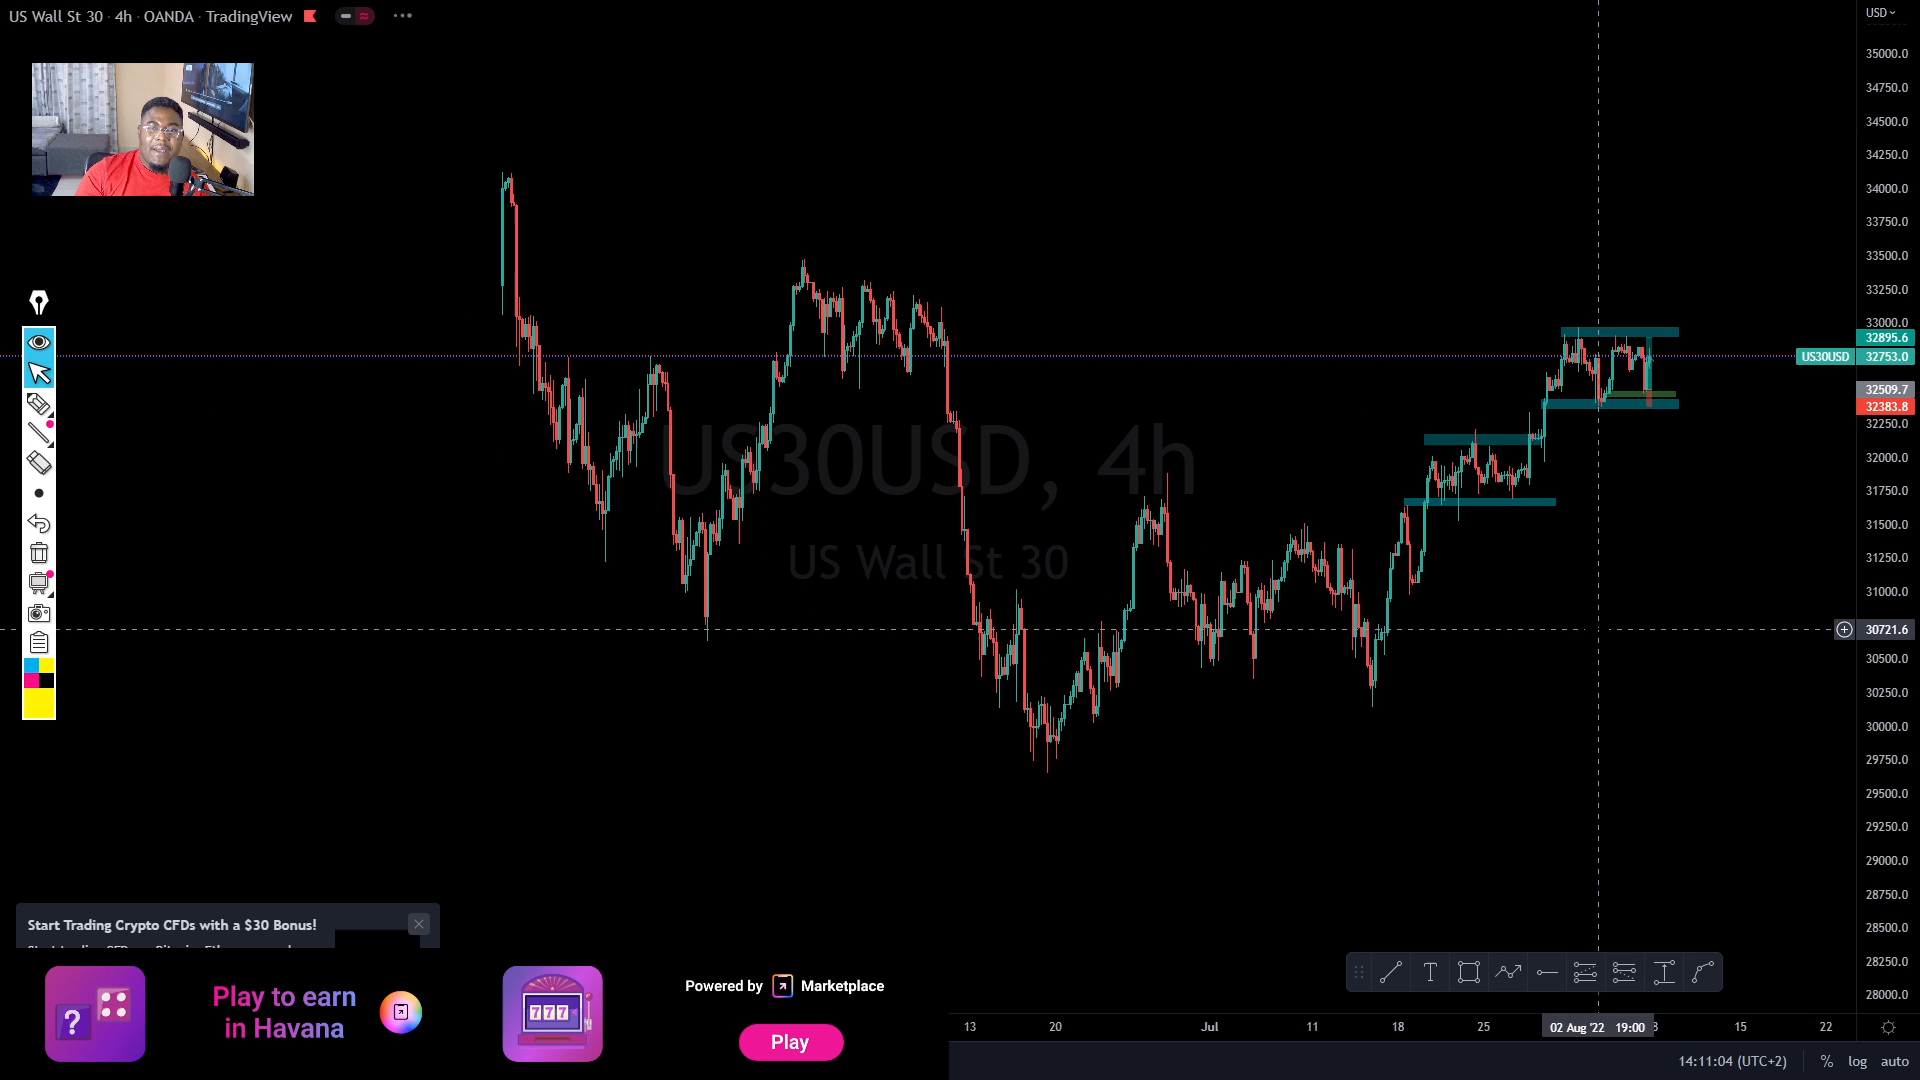 US Wall St 30 · 4h · OANDA · TradingView
USD
35000.0
34750.0
34500.0
34250.0
34000.0
33750.0
33500.0
33250.0
33000.0
32895.6
US30USD 32753.0
32509.7
32383.8
32250.0
32000.0
31750.0
31500.0
31250.0
31000.0
30721.6
30500.0
30250.0
30000.0
29750.0
29500.0
29250.0
29000.0
28750.0
28500.0
28250.0
28000.0
US30USD, 4h
US Wall St 30
Start Trading Crypto CFDs with a $30 Bonus!
?
Play to earn
in Havana
777
Powered by Marketplace
Play
13 20 Jul 11 18 25 02 Aug '22 19:00 15 22
14:11:04 (UTC+2) % log auto